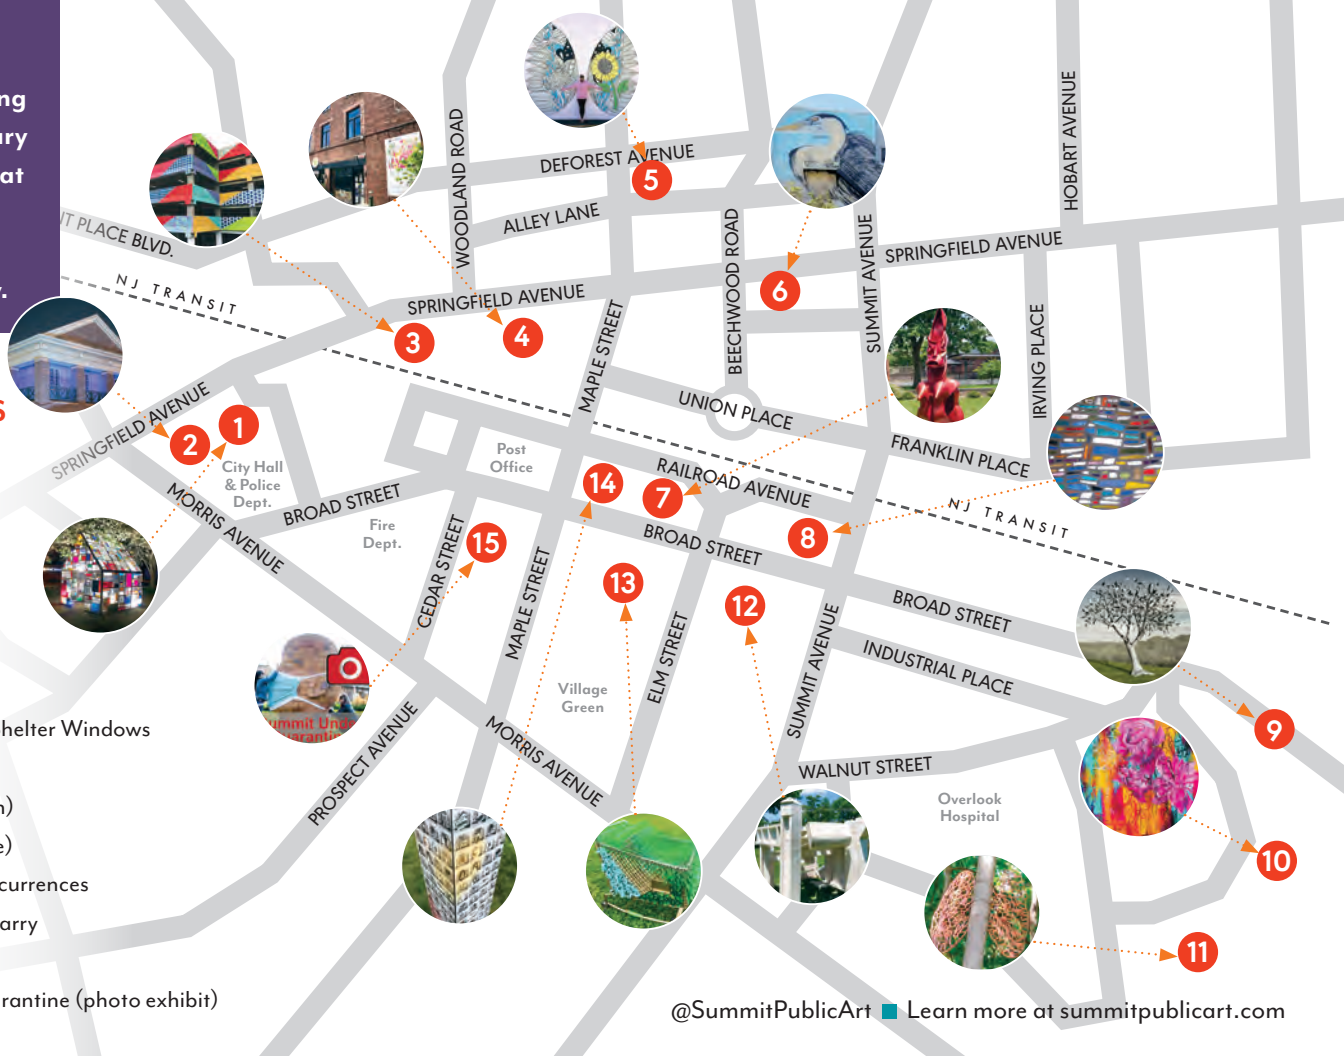 ng
ary
at
y.
S
IT PLACE BLVD.
NJ TRANSIT
WOODLAND ROAD
DEFOREST AVENUE
5
ALLEY LANE
HOBART AVENUE
SPRINGFIELD AVENUE
SUMMIT AVENUE
BEECHWOOD ROAD
6
SPRINGFIELD AVENUE
3
4
MAPLE STREET
IRVING PLACE
UNION PLACE
FRANKLIN PLACE
SPRINGFIELD AVENUE
2
1
City Hall
& Police
Dept.
MORRIS AVENUE
BROAD STREET
Post
Office
Fire
Dept.
14
7
RAILROAD AVENUE
8
NJ TRANSIT
BROAD STREET
CEDAR STREET
15
MAPLE STREET
13
12
ELM STREET
BROAD STREET
SUMMIT AVENUE
INDUSTRIAL PLACE
Village
Green
9
MORRIS AVENUE
PROSPECT AVENUE
WALNUT STREET
Overlook
Hospital
10
11
ummit Und
uarantin
helter Windows
n)
e)
currences
arry
rantine (photo exhibit)
@SummitPublicArt Learn more at summitpublicart.com